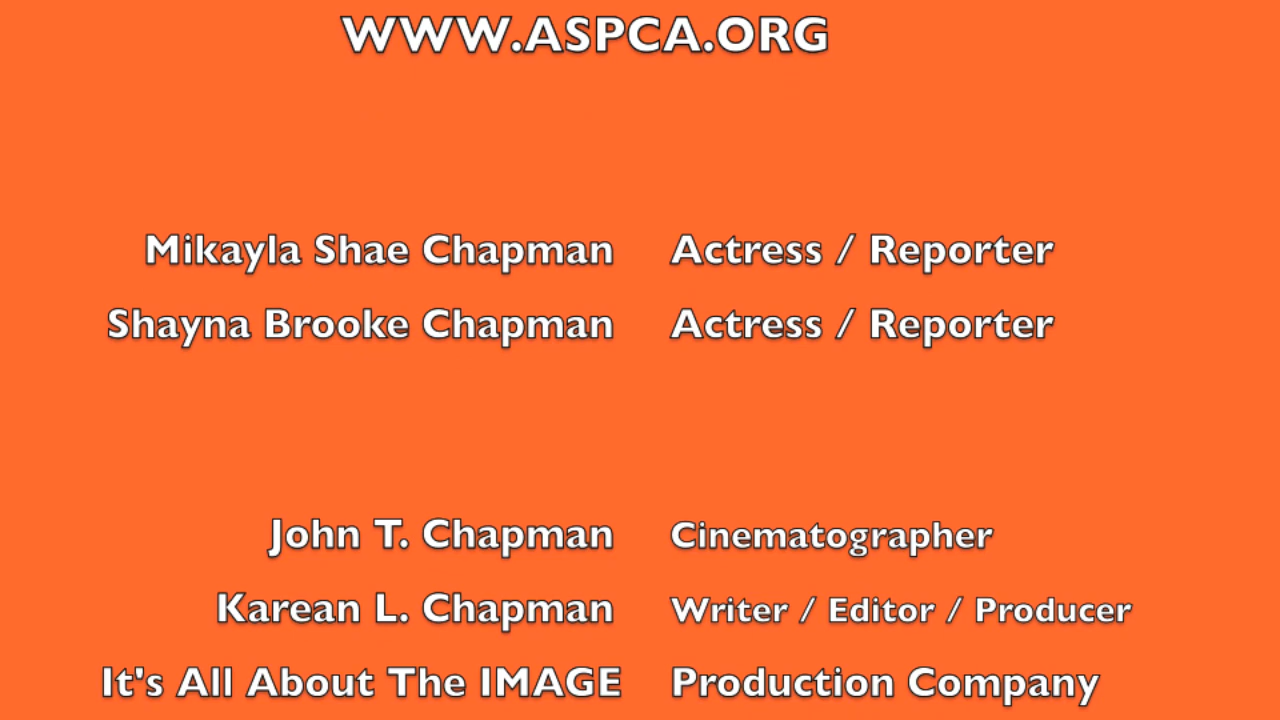 WWW.ASPCA.ORG
Mikayla Shae Chapman Actress / Reporter
Shayna Brooke Chapman Actress / Reporter
John T. Chapman Cinematographer
Karean L. Chapman Writer / Editor / Producer
It's All About The IMAGE Production Company